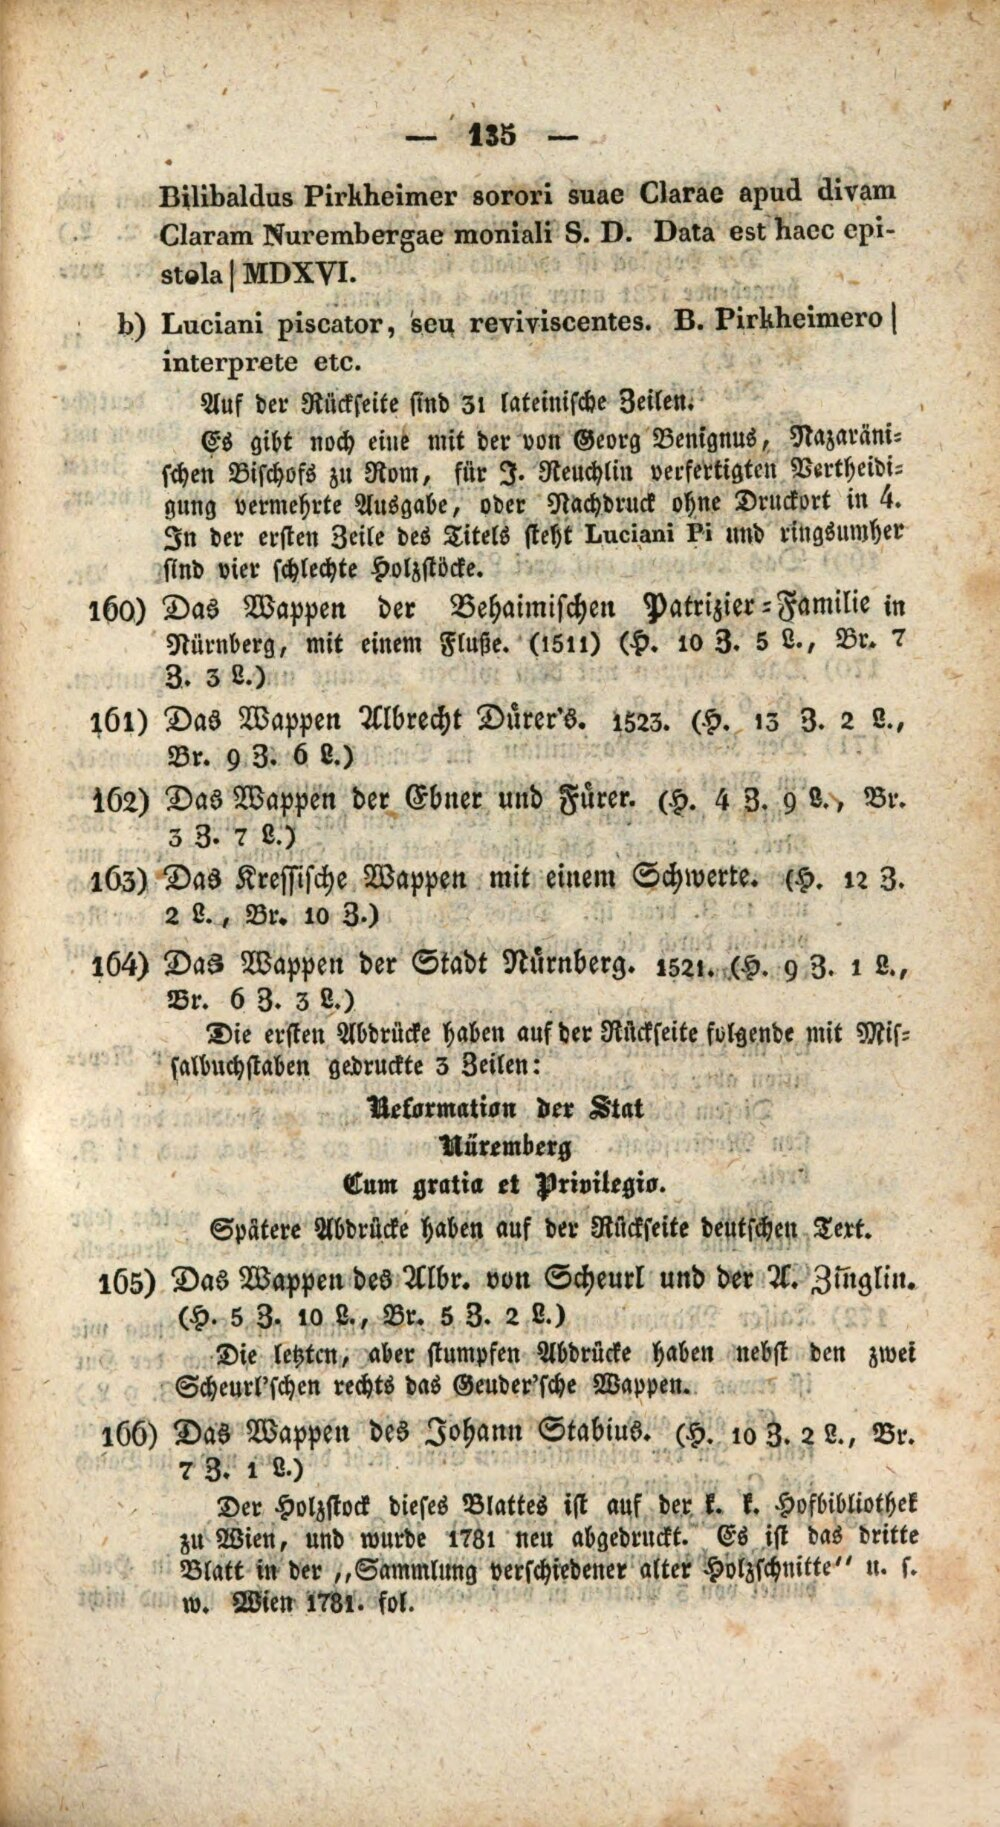 — 135 —
Bilibaldus Pirkheimer sorori suae Clarae apud divam
Claram Nurembergae moniali S. D. Data est haec epi-
stola | MDXVI.
b) Luciani piscator, seu reviviscentes. B. Pirkheimero |
interprete etc.
Auf der Rückseite sind 31 lateinische Zeilen.
Es gibt noch eine mit der von Georg Benignus, Nazaräni-
schen Bischofs zu Rom, für J. Reuchlin verfertigten Vertheidi-
gung vermehrte Ausgabe, oder Nachdruck ohne Druckort in 4.
In der ersten Zeile des Titels steht Luciani Pi und ringsumher
sind vier schlechte Holzstöcke.
160) Das Wappen der Behaimischen Patrizier-Familie in
Nürnberg, mit einem Fluße. (1511) (H. 10 Z. 5 L., Br. 7
Z. 3 L.)
161) Das Wappen Albrecht Dürer's. 1523. (H. 13 Z. 2 L.,
Br. 9 Z. 6 L.)
162) Das Wappen der Ebner und Fürer. (H. 4 Z. 9 L., Br.
3 Z. 7 L.)
163) Das Kressische Wappen mit einem Schwerte. (H. 12 Z.
2 L., Br. 10 Z.)
164) Das Wappen der Stadt Nürnberg. 1521. (H. 9 Z. 1 L.,
Br. 6 Z. 3 L.)
Die ersten Abdrücke haben auf der Rückseite folgende mit Mis-
salbuchstaben gedruckte 3 Zeilen:
Reformation der Stat
Nüremberg
Cum gratia et Privilegio.
Spätere Abdrücke haben auf der Rückseite deutschen Text.
165) Das Wappen des Albr. von Scheurl und der A. Zin̄glin.
(H. 5 Z. 10 L., Br. 5 Z. 2 L.)
Die letzten, aber stumpfen Abdrücke haben nebst den zwei
Scheurl'schen rechts das Geuder'sche Wappen.
166) Das Wappen des Johann Stabius. (H. 10 Z. 2 L., Br.
7 Z. 1 L.)
Der Holzstock dieses Blattes ist auf der k. k. Hofbibliothek
zu Wien, und wurde 1781 neu abgedruckt. Es ist das dritte
Blatt in der ,,Sammlung verschiedener alter Holzschnitte" u. s.
w. Wien 1781. fol.